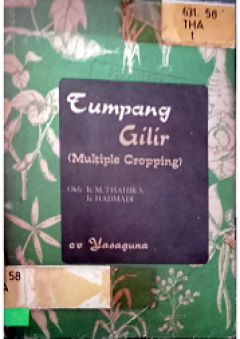 631. 58
THA
t
Tumpang
Gilir
(Multiple Cropping)
Oleh: Ir. M. THAHIR S.
Ir HADMADI
cv Yasaguna
58
A